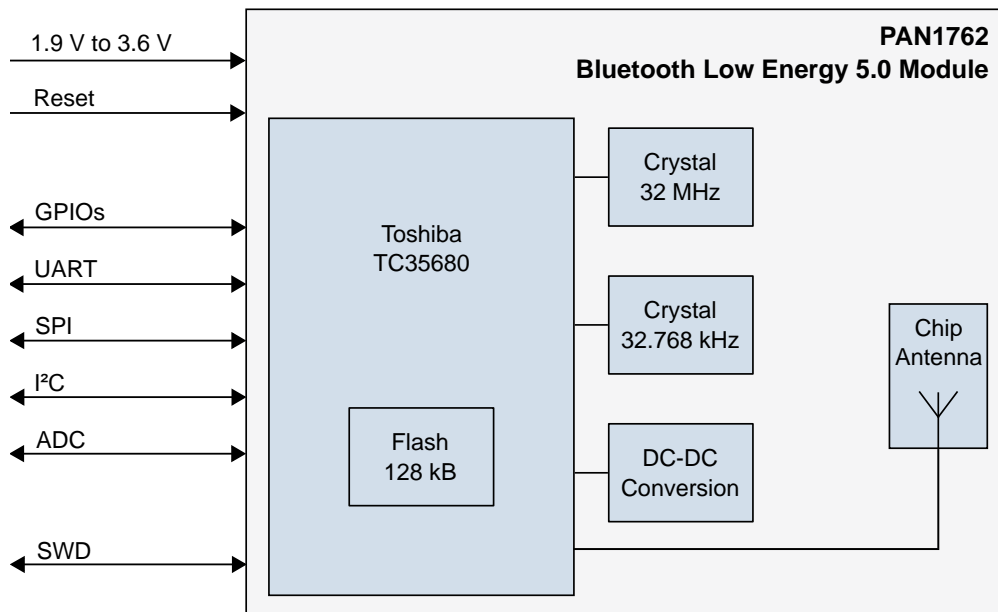 1.9 V to 3.6 V
Reset
GPIOs
UART
SPI
I²C
ADC
SWD
PAN1762
Bluetooth Low Energy 5.0 Module
Toshiba
TC35680
Flash
128 kB
Crystal
32 MHz
Crystal
32.768 kHz
DC-DC
Conversion
Chip
Antenna